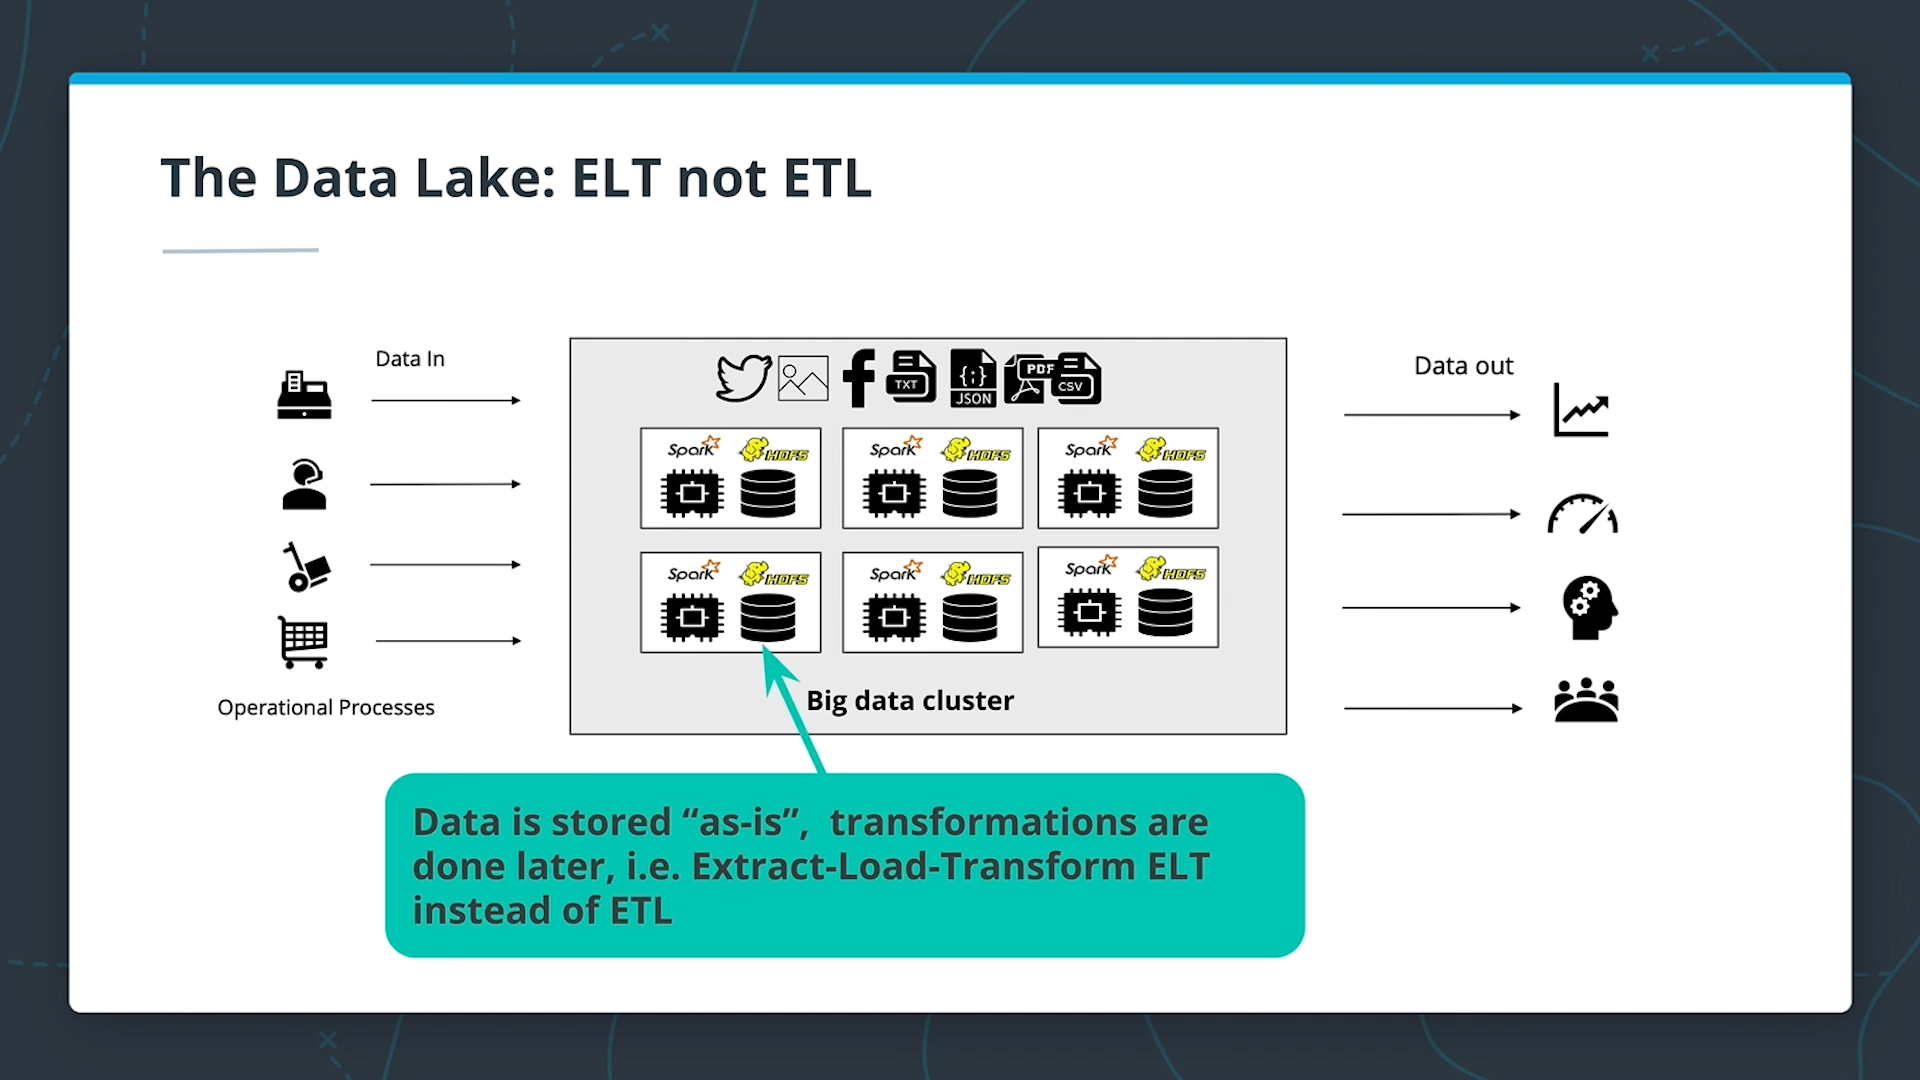 The Data Lake: ELT not ETL
Data In
Data out
TXT
{;}
JSON
PDF
CSV
Spark HDFS
Spark HDFS
Spark HDFS
Spark HDFS
Spark HDFS
Spark HDFS
Big data cluster
Operational Processes
Data is stored “as-is”,  transformations are
done later, i.e. Extract-Load-Transform ELT
instead of ETL